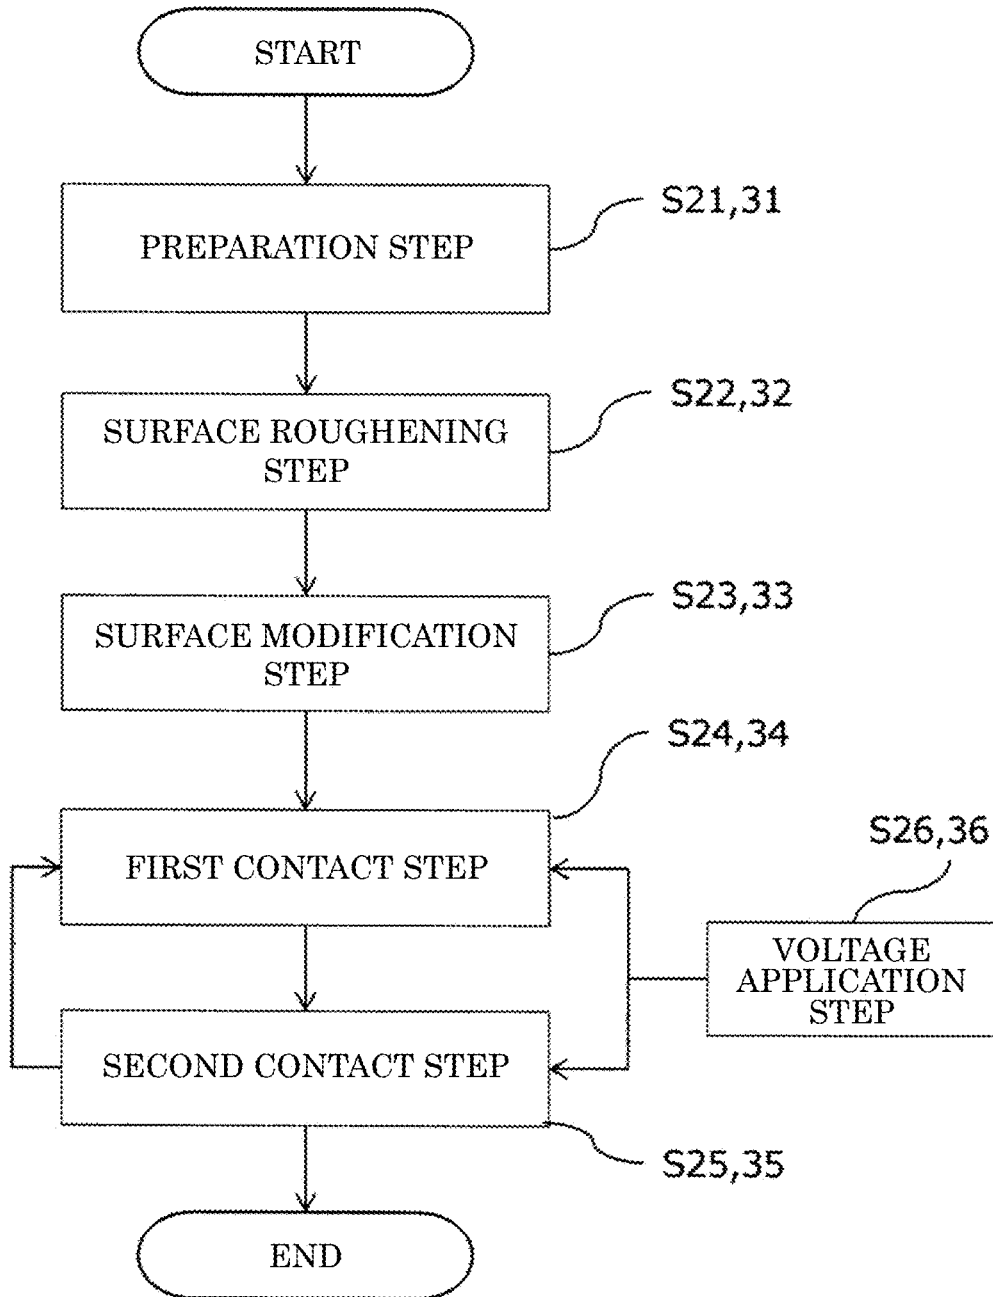 START
S21,31
PREPARATION STEP
S22,32
SURFACE ROUGHENING
STEP
S23,33
SURFACE MODIFICATION
STEP
S24,34
FIRST CONTACT STEP
S26,36
VOLTAGE
APPLICATION
STEP
SECOND CONTACT STEP
S25,35
END